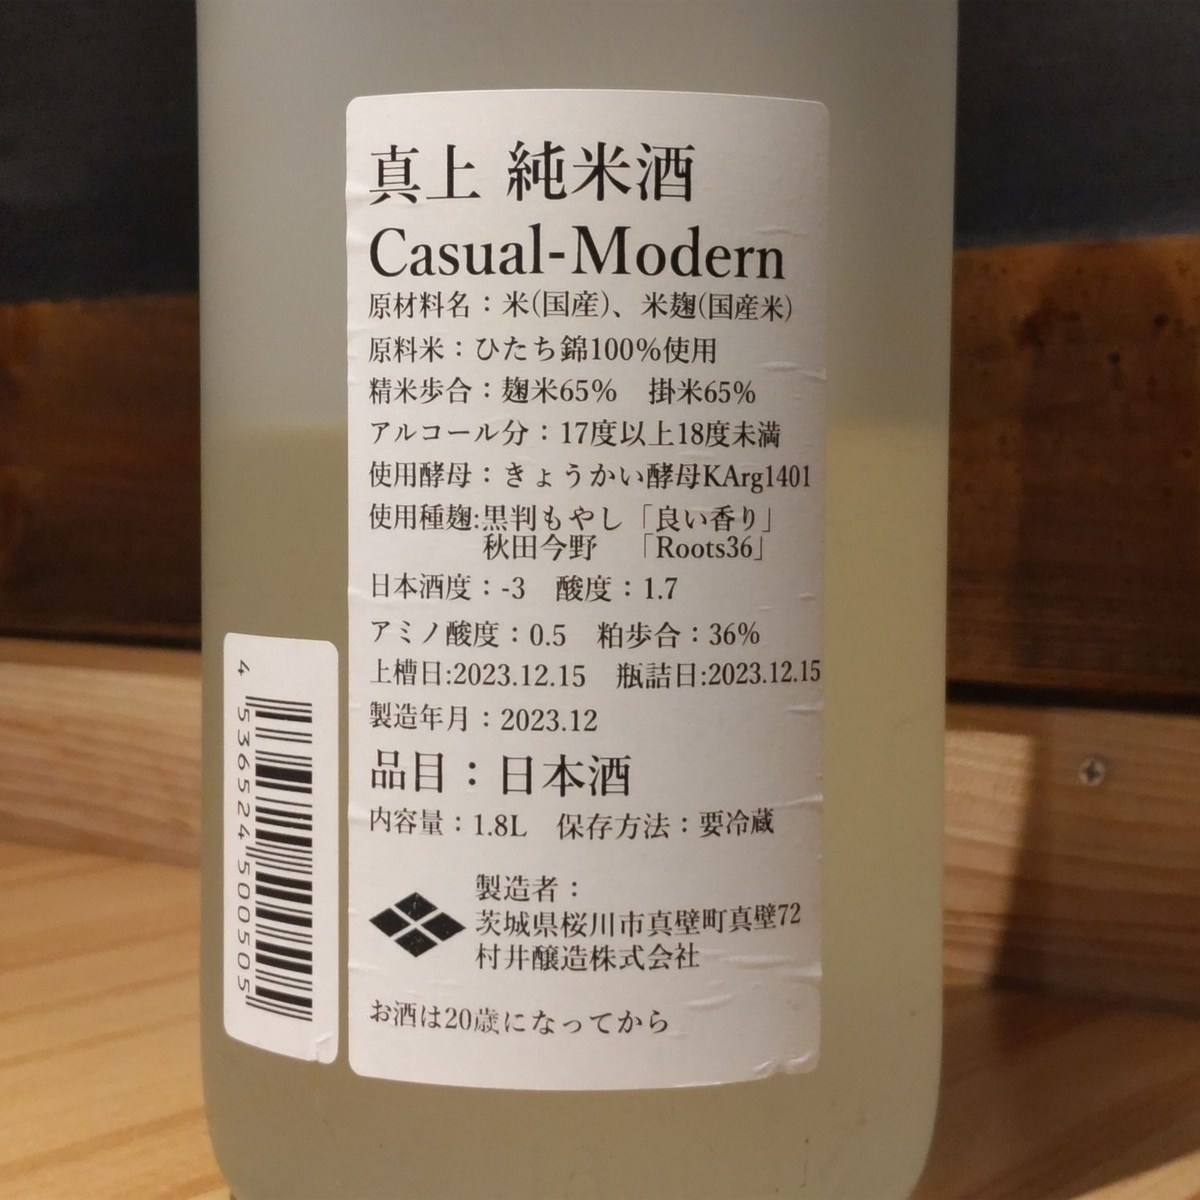 真上 純米酒
Casual-Modern
原材料名：米(国産)、米麹(国産米)
原料米：ひたち錦100%使用
精米歩合：麹米65%　掛米65%
アルコール分：17度以上18度未満
使用酵母：きょうかい酵母KArg1401
使用種麹:黒判もやし「良い香り」
秋田今野　「Roots36」
日本酒度：-3　酸度：1.7
アミノ酸度：0.5　粕歩合：36%
上槽日:2023.12.15　瓶詰日:2023.12.15
製造年月：2023.12
品目：日本酒
内容量：1.8L　保存方法：要冷蔵
製造者：
茨城県桜川市真壁町真壁72
村井醸造株式会社
お酒は20歳になってから
4 536524 500505